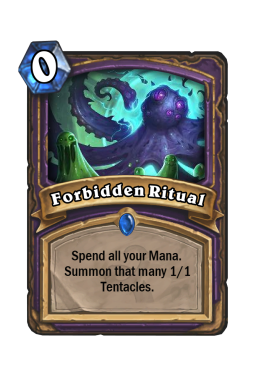 0
Forbidden Ritual
Spend all your Mana.
Summon that many 1/1
Tentacles.